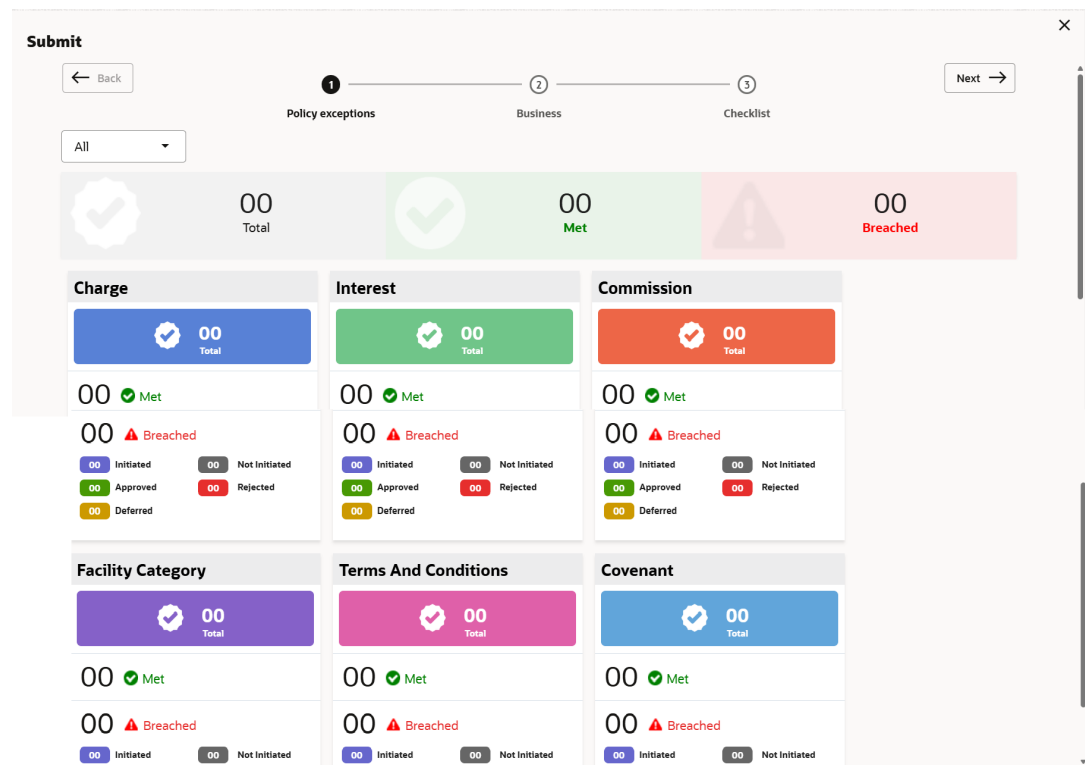 Submit
Back
Next
1
2
3
Policy exceptions
Business
Checklist
All
00
Total
00
Met
00
Breached
Charge
Interest
Commission
00
Total
00
Total
00
Total
00 Met
00 Met
00 Met
00 Breached
00 Breached
00 Breached
00 Initiated 00 Not Initiated
00 Initiated 00 Not Initiated
00 Initiated 00 Not Initiated
00 Approved 00 Rejected
00 Approved 00 Rejected
00 Approved 00 Rejected
00 Deferred
00 Deferred
00 Deferred
Facility Category
Terms And Conditions
Covenant
00
Total
00
Total
00
Total
00 Met
00 Met
00 Met
00 Breached
00 Breached
00 Breached
00 Initiated 00 Not Initiated
00 Initiated 00 Not Initiated
00 Initiated 00 Not Initiated